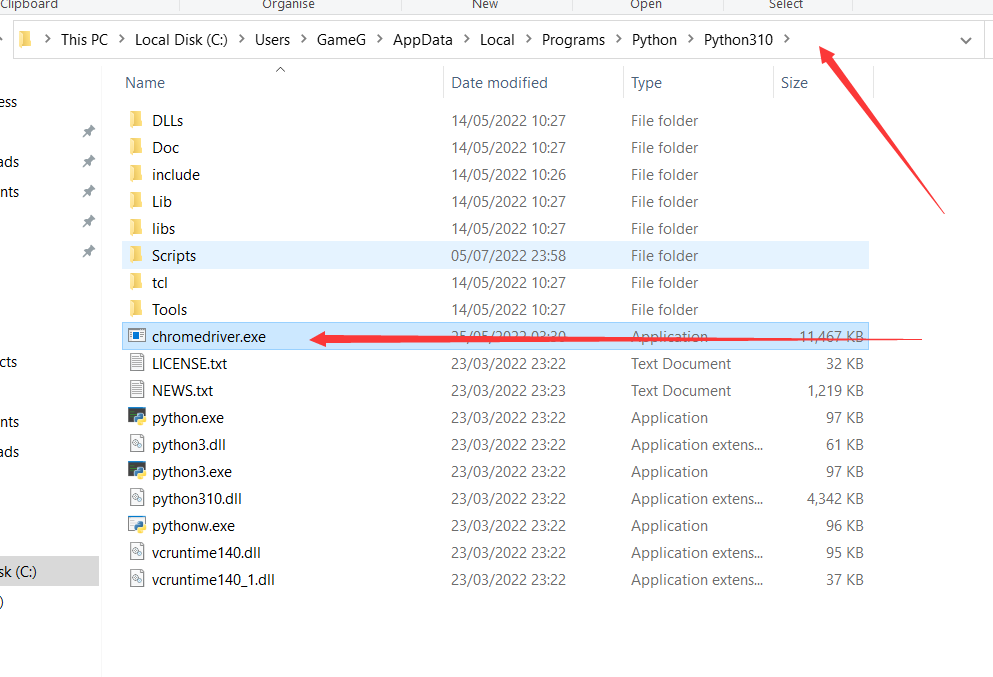 Clipboard Organise New Open Select
This PC Local Disk (C:) Users GameG AppData Local Programs Python Python310
Name Date modified Type Size
ess
DLLs 14/05/2022 10:27 File folder
Doc 14/05/2022 10:27 File folder
ads
include 14/05/2022 10:26 File folder
nts
Lib 14/05/2022 10:27 File folder
libs 14/05/2022 10:27 File folder
Scripts 05/07/2022 23:58 File folder
tcl 14/05/2022 10:27 File folder
Tools 14/05/2022 10:27 File folder
chromedriver.exe 25/05/2022 03:30 Application 11,467 KB
cts
LICENSE.txt 23/03/2022 23:22 Text Document 32 KB
NEWS.txt 23/03/2022 23:23 Text Document 1,219 KB
nts
python.exe 23/03/2022 23:22 Application 97 KB
python3.dll 23/03/2022 23:22 Application extens... 61 KB
ads
python3.exe 23/03/2022 23:22 Application 97 KB
python310.dll 23/03/2022 23:22 Application extens... 4,342 KB
pythonw.exe 23/03/2022 23:22 Application 96 KB
vcruntime140.dll 23/03/2022 23:22 Application extens... 95 KB
sk (C:)
vcruntime140_1.dll 23/03/2022 23:22 Application extens... 37 KB
)